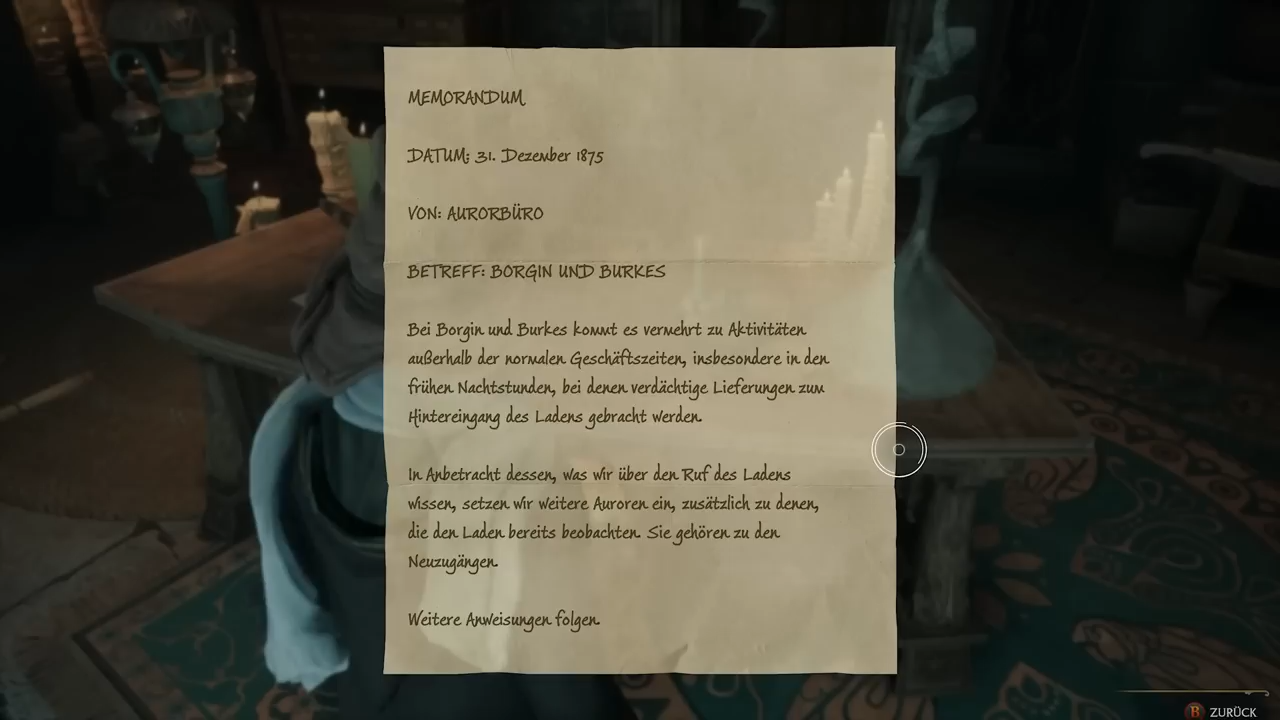 MEMORANDUM
DATUM: 31. Dezember 1875
VON: AURORBÜRO
BETREFF: BORGIN UND BURKES
Bei Borgin und Burkes kommt es vermehrt zu Aktivitäten
außerhalb der normalen Geschäftszeiten, insbesondere in den
frühen Nachtstunden, bei denen verdächtige Lieferungen zum
Hintereingang des Ladens gebracht werden.
In Anbetracht dessen, was wir über den Ruf des Ladens
wissen, setzen wir weitere Auroren ein, zusätzlich zu denen,
die den Laden bereits beobachten. Sie gehören zu den
Neuzugängen.
Weitere Anweisungen folgen.
B ZURÜCK